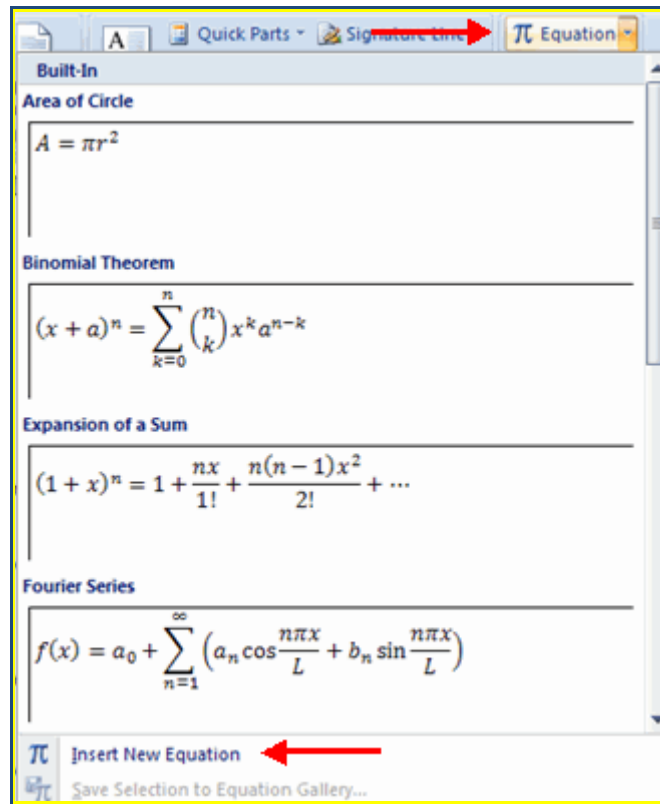 A Quick Parts Signature Line π Equation
Built-In
Area of Circle
A = πr²
Binomial Theorem
(x + a)ⁿ = ∑ₖ₌₀ⁿ (n k) xᵏaⁿ⁻ᵏ
Expansion of a Sum
(1 + x)ⁿ = 1 + nx/1! + n(n − 1)x²/2! + ⋯
Fourier Series
f(x) = a₀ + ∑ₙ₌₁^∞ (aₙ cos nπx/L + bₙ sin nπx/L)
π Insert New Equation
π Save Selection to Equation Gallery...